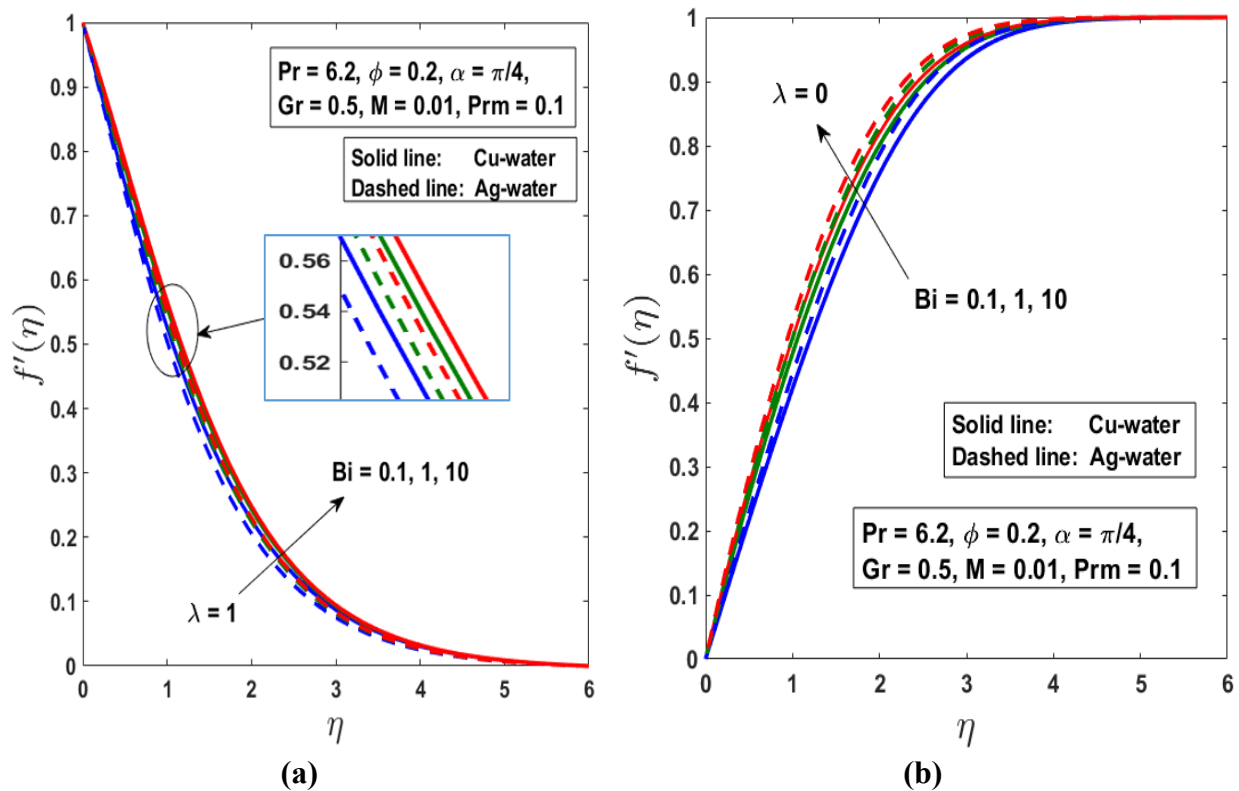 1
0.9
0.8
0.7
0.6
0.5
0.4
0.3
0.2
0.1
0
f′(η)
Pr = 6.2, ϕ = 0.2, α = π/4,
Gr = 0.5, M = 0.01, Prm = 0.1
Solid line: Cu-water
Dashed line: Ag-water
0.56
0.54
0.52
Bi = 0.1, 1, 10
λ = 1
0 1 2 3 4 5 6
η
(a)
1
0.9
0.8
0.7
0.6
0.5
0.4
0.3
0.2
0.1
0
f′(η)
λ = 0
Bi = 0.1, 1, 10
Solid line: Cu-water
Dashed line: Ag-water
Pr = 6.2, ϕ = 0.2, α = π/4,
Gr = 0.5, M = 0.01, Prm = 0.1
0 1 2 3 4 5 6
η
(b)